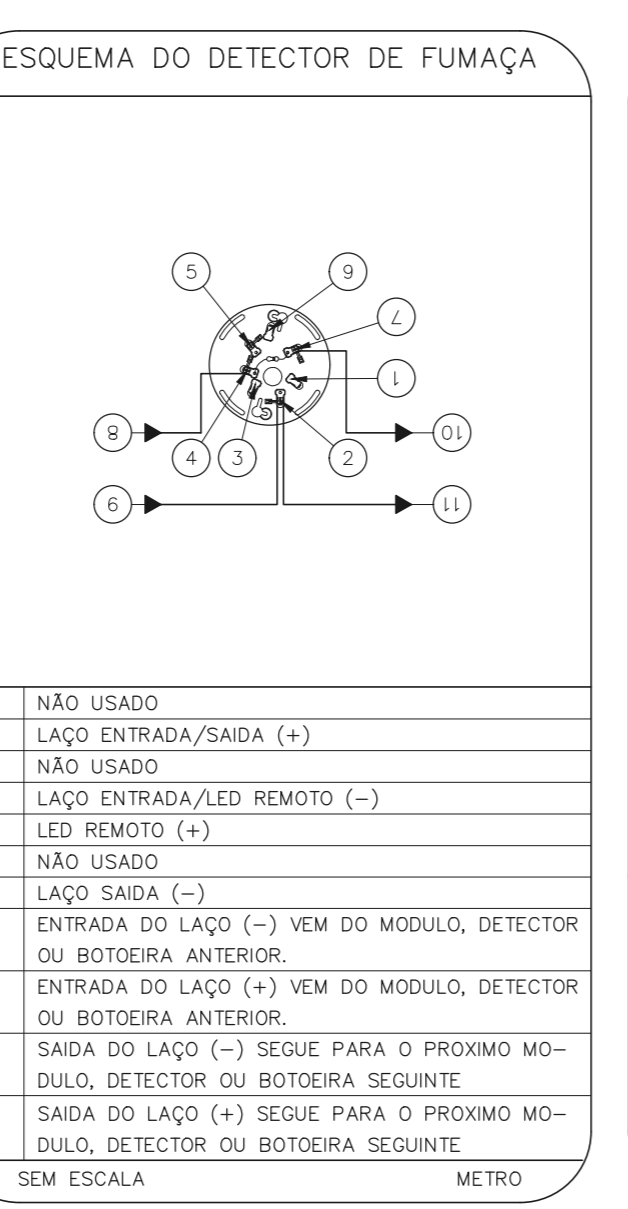 ESQUEMA DO DETECTOR DE FUMAÇA
5
6
7
1
8
4
3
2
10
9
11
NÃO USADO
LAÇO ENTRADA/SAIDA (+)
NÃO USADO
LAÇO ENTRADA/LED REMOTO (−)
LED REMOTO (+)
NÃO USADO
LAÇO SAIDA (−)
ENTRADA DO LAÇO (−) VEM DO MODULO, DETECTOR
OU BOTOEIRA ANTERIOR.
ENTRADA DO LAÇO (+) VEM DO MODULO, DETECTOR
OU BOTOEIRA ANTERIOR.
SAIDA DO LAÇO (−) SEGUE PARA O PROXIMO MO−
DULO, DETECTOR OU BOTOEIRA SEGUINTE
SAIDA DO LAÇO (+) SEGUE PARA O PROXIMO MO−
DULO, DETECTOR OU BOTOEIRA SEGUINTE
SEM ESCALA METRO